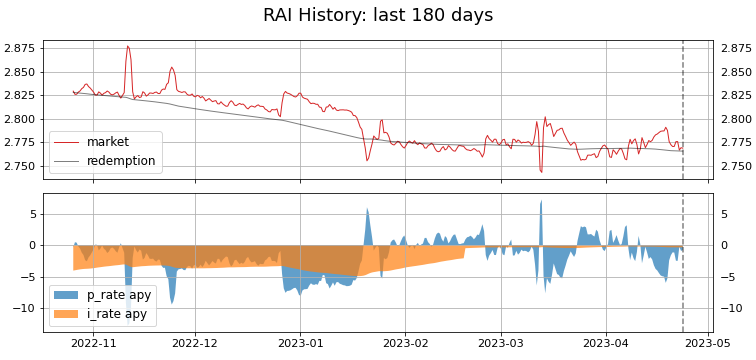 RAI History: last 180 days
2.875 2.875
2.850 2.850
2.825 2.825
2.800 2.800
2.775 2.775
2.750 2.750
market
redemption
5 5
0 0
−5 −5
−10 −10
p_rate apy
i_rate apy
2022-11 2022-12 2023-01 2023-02 2023-03 2023-04 2023-05